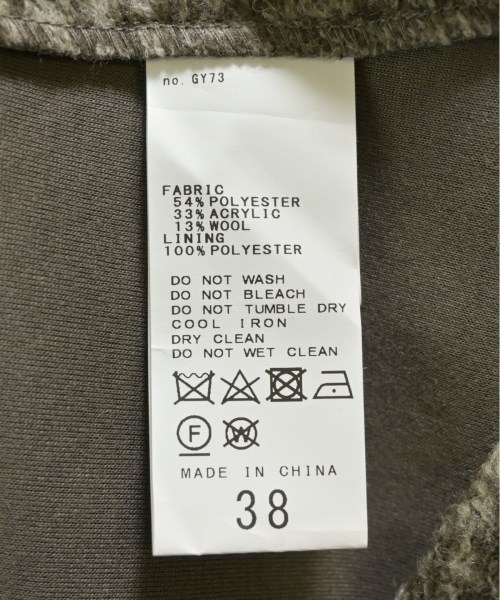 no. GY73
FABRIC
54% POLYESTER
33% ACRYLIC
13% WOOL
LINING
100% POLYESTER
DO NOT WASH
DO NOT BLEACH
DO NOT TUMBLE DRY
COOL IRON
DRY CLEAN
DO NOT WET CLEAN
F W
MADE IN CHINA
38